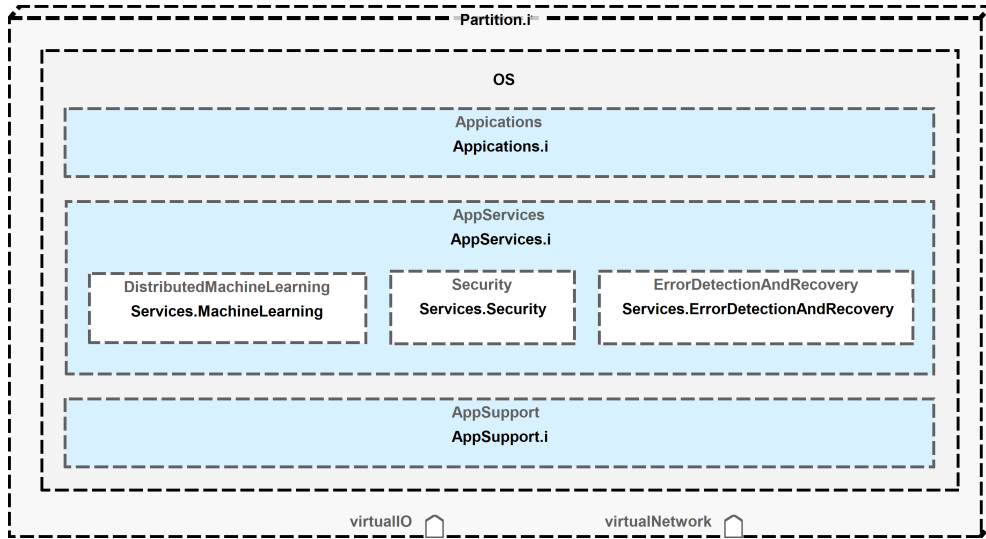 Partition.i
OS
Appications
Appications.i
AppServices
AppServices.i
DistributedMachineLearning
Services.MachineLearning
Security
Services.Security
ErrorDetectionAndRecovery
Services.ErrorDetectionAndRecovery
AppSupport
AppSupport.i
virtualIO
virtualNetwork